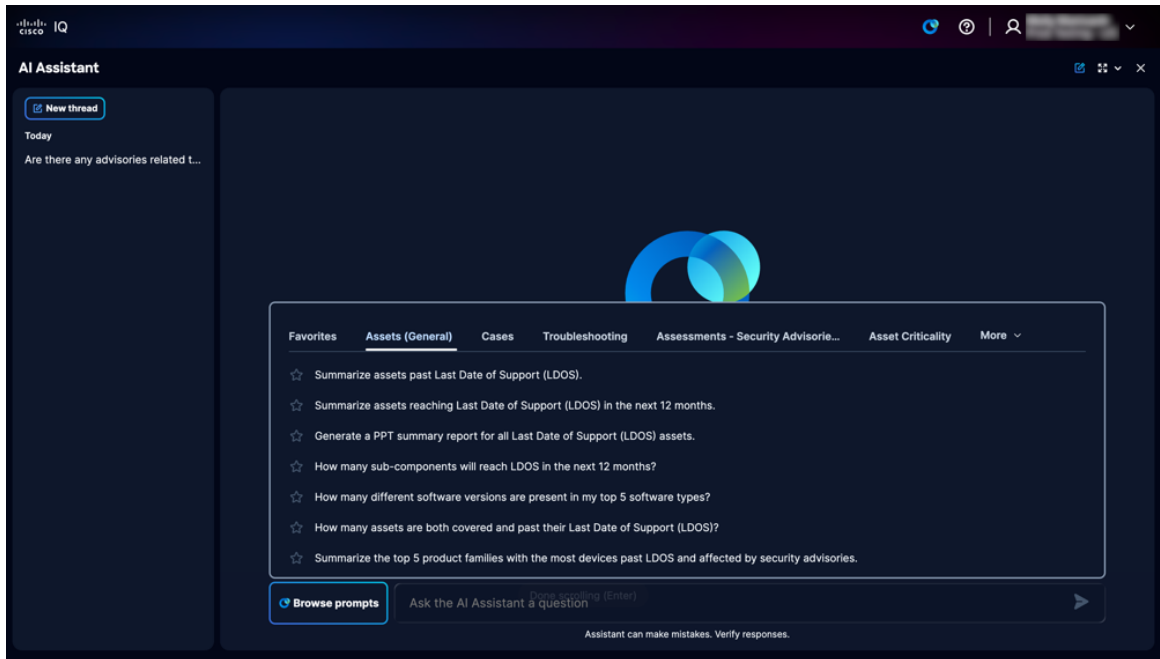 cisco IQ
AI Assistant
New thread
Today
Are there any advisories related t...
Favorites Assets (General) Cases Troubleshooting Assessments - Security Advisorie... Asset Criticality More
Summarize assets past Last Date of Support (LDOS).
Summarize assets reaching Last Date of Support (LDOS) in the next 12 months.
Generate a PPT summary report for all Last Date of Support (LDOS) assets.
How many sub-components will reach LDOS in the next 12 months?
How many different software versions are present in my top 5 software types?
How many assets are both covered and past their Last Date of Support (LDOS)?
Summarize the top 5 product families with the most devices past LDOS and affected by security advisories.
Done scrolling (Enter)
Browse prompts Ask the AI Assistant a question
Assistant can make mistakes. Verify responses.